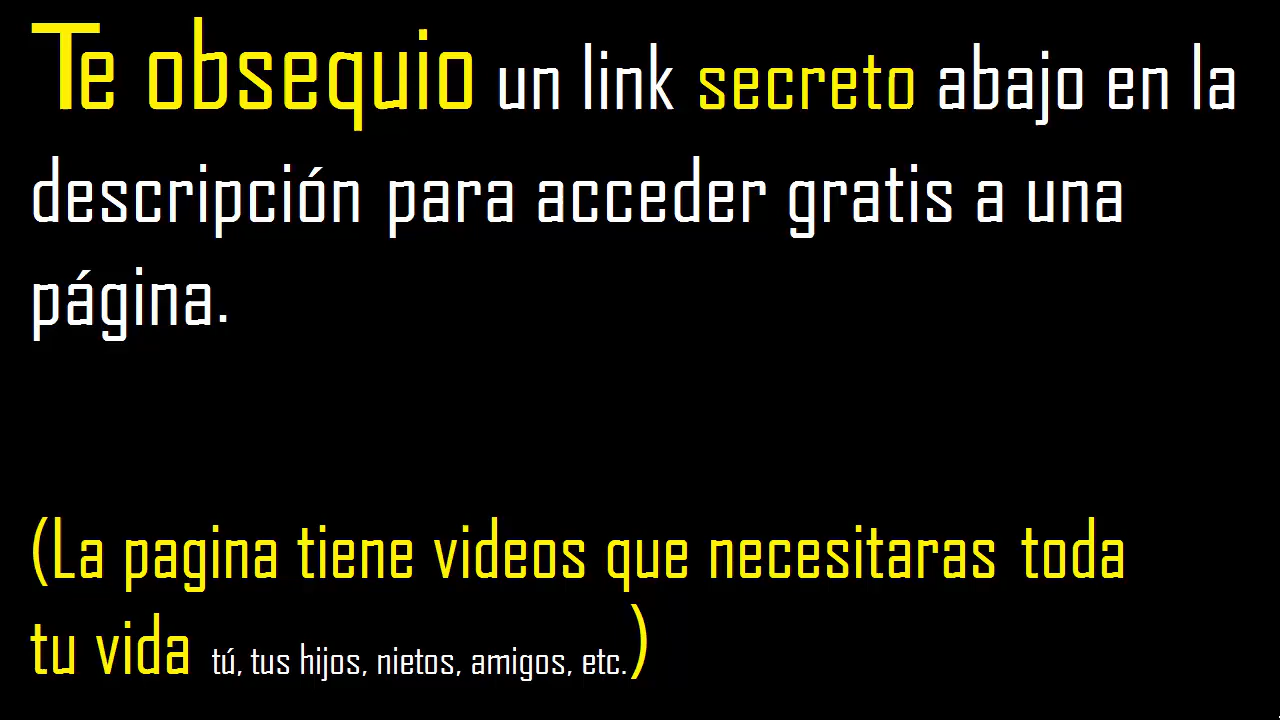 Te obsequio un link secreto abajo en la
descripción para acceder gratis a una
página.
(La pagina tiene videos que necesitaras toda
tu vida tú, tus hijos, nietos, amigos, etc.)